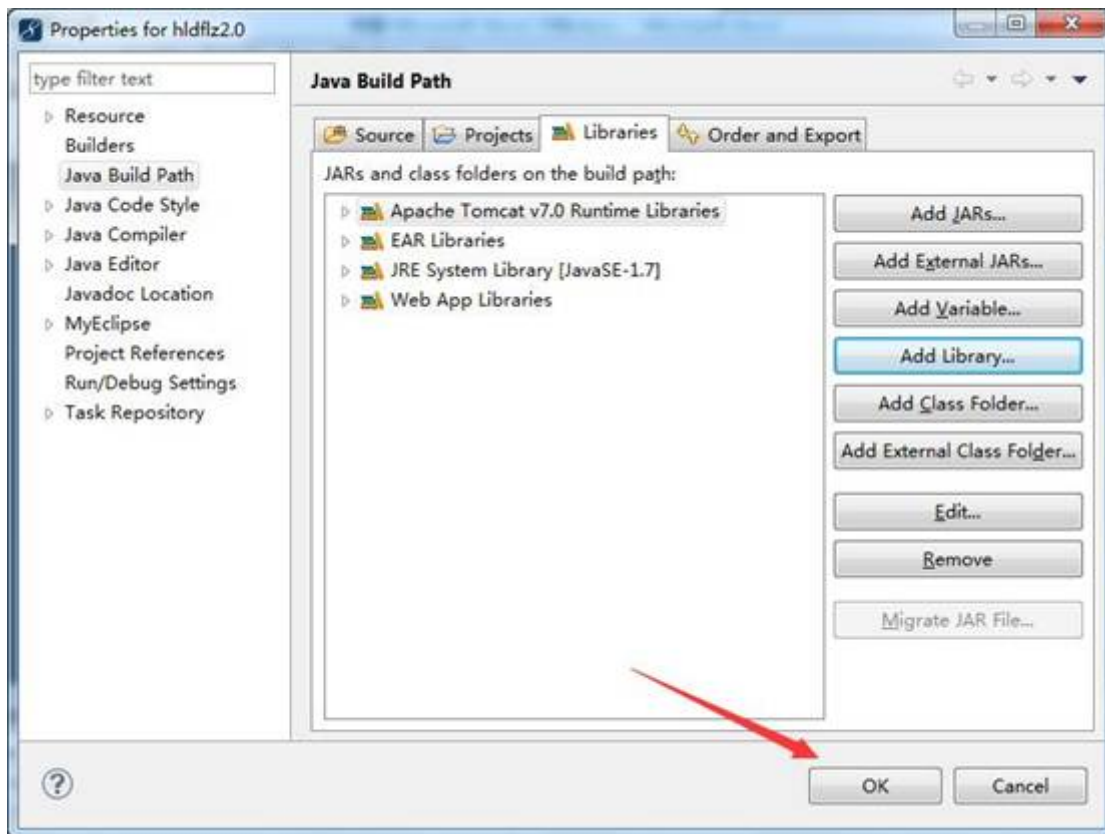 Properties for hldflz2.0
type filter text
Resource
Builders
Java Build Path
Java Code Style
Java Compiler
Java Editor
Javadoc Location
MyEclipse
Project References
Run/Debug Settings
Task Repository
Java Build Path
Source Projects Libraries Order and Export
JARs and class folders on the build path:
Apache Tomcat v7.0 Runtime Libraries
EAR Libraries
JRE System Library [JavaSE-1.7]
Web App Libraries
Add JARs...
Add External JARs...
Add Variable...
Add Library...
Add Class Folder...
Add External Class Folder...
Edit...
Remove
Migrate JAR File...
? OK Cancel